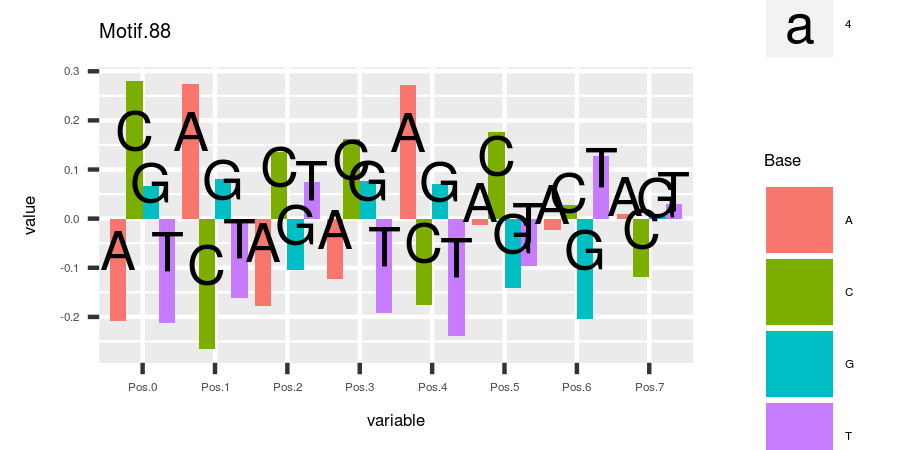 Motif.88
a 4
value
0.3
0.2
0.1
0.0
-0.1
-0.2
A C G T A C G T A C G T A C G T A C G T A C G T A C G T A C G T
Pos.0 Pos.1 Pos.2 Pos.3 Pos.4 Pos.5 Pos.6 Pos.7
variable
Base
A
C
G
T